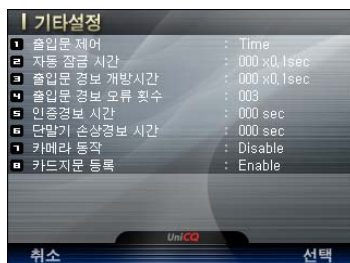 기타설정
1 출입문 제어 : Time
2 자동 잠금 시간 : 000 x0,1sec
3 출입문 경보 개방시간 : 000 x0,1sec
4 출입문 경보 오류 횟수 : 003
5 인증경보 시간 : 000 sec
6 단말기 손상경보 시간 : 000 sec
7 카메라 동작 : Disable
8 카드지문 등록 : Enable
UniCQ
취소 선택